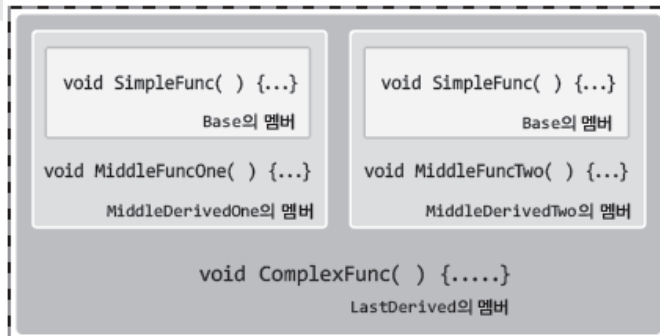 void SimpleFunc( ) {...}
Base의 멤버
void MiddleFuncOne( ) {...}
MiddleDerivedOne의 멤버
void SimpleFunc( ) {...}
Base의 멤버
void MiddleFuncTwo( ) {...}
MiddleDerivedTwo의 멤버
void ComplexFunc( ) {.....}
LastDerived의 멤버